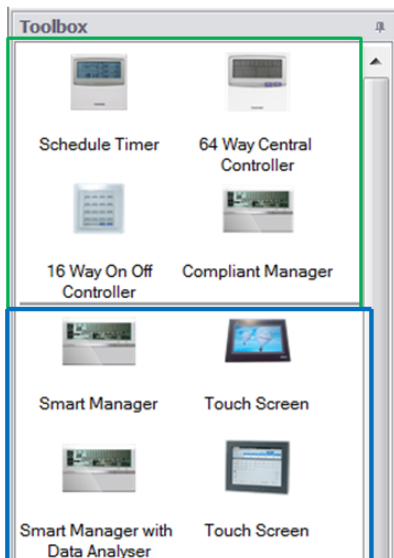 Toolbox
Schedule Timer
64 Way Central
Controller
16 Way On Off
Controller
Compliant Manager
Smart Manager
Touch Screen
Smart Manager with
Data Analyser
Touch Screen